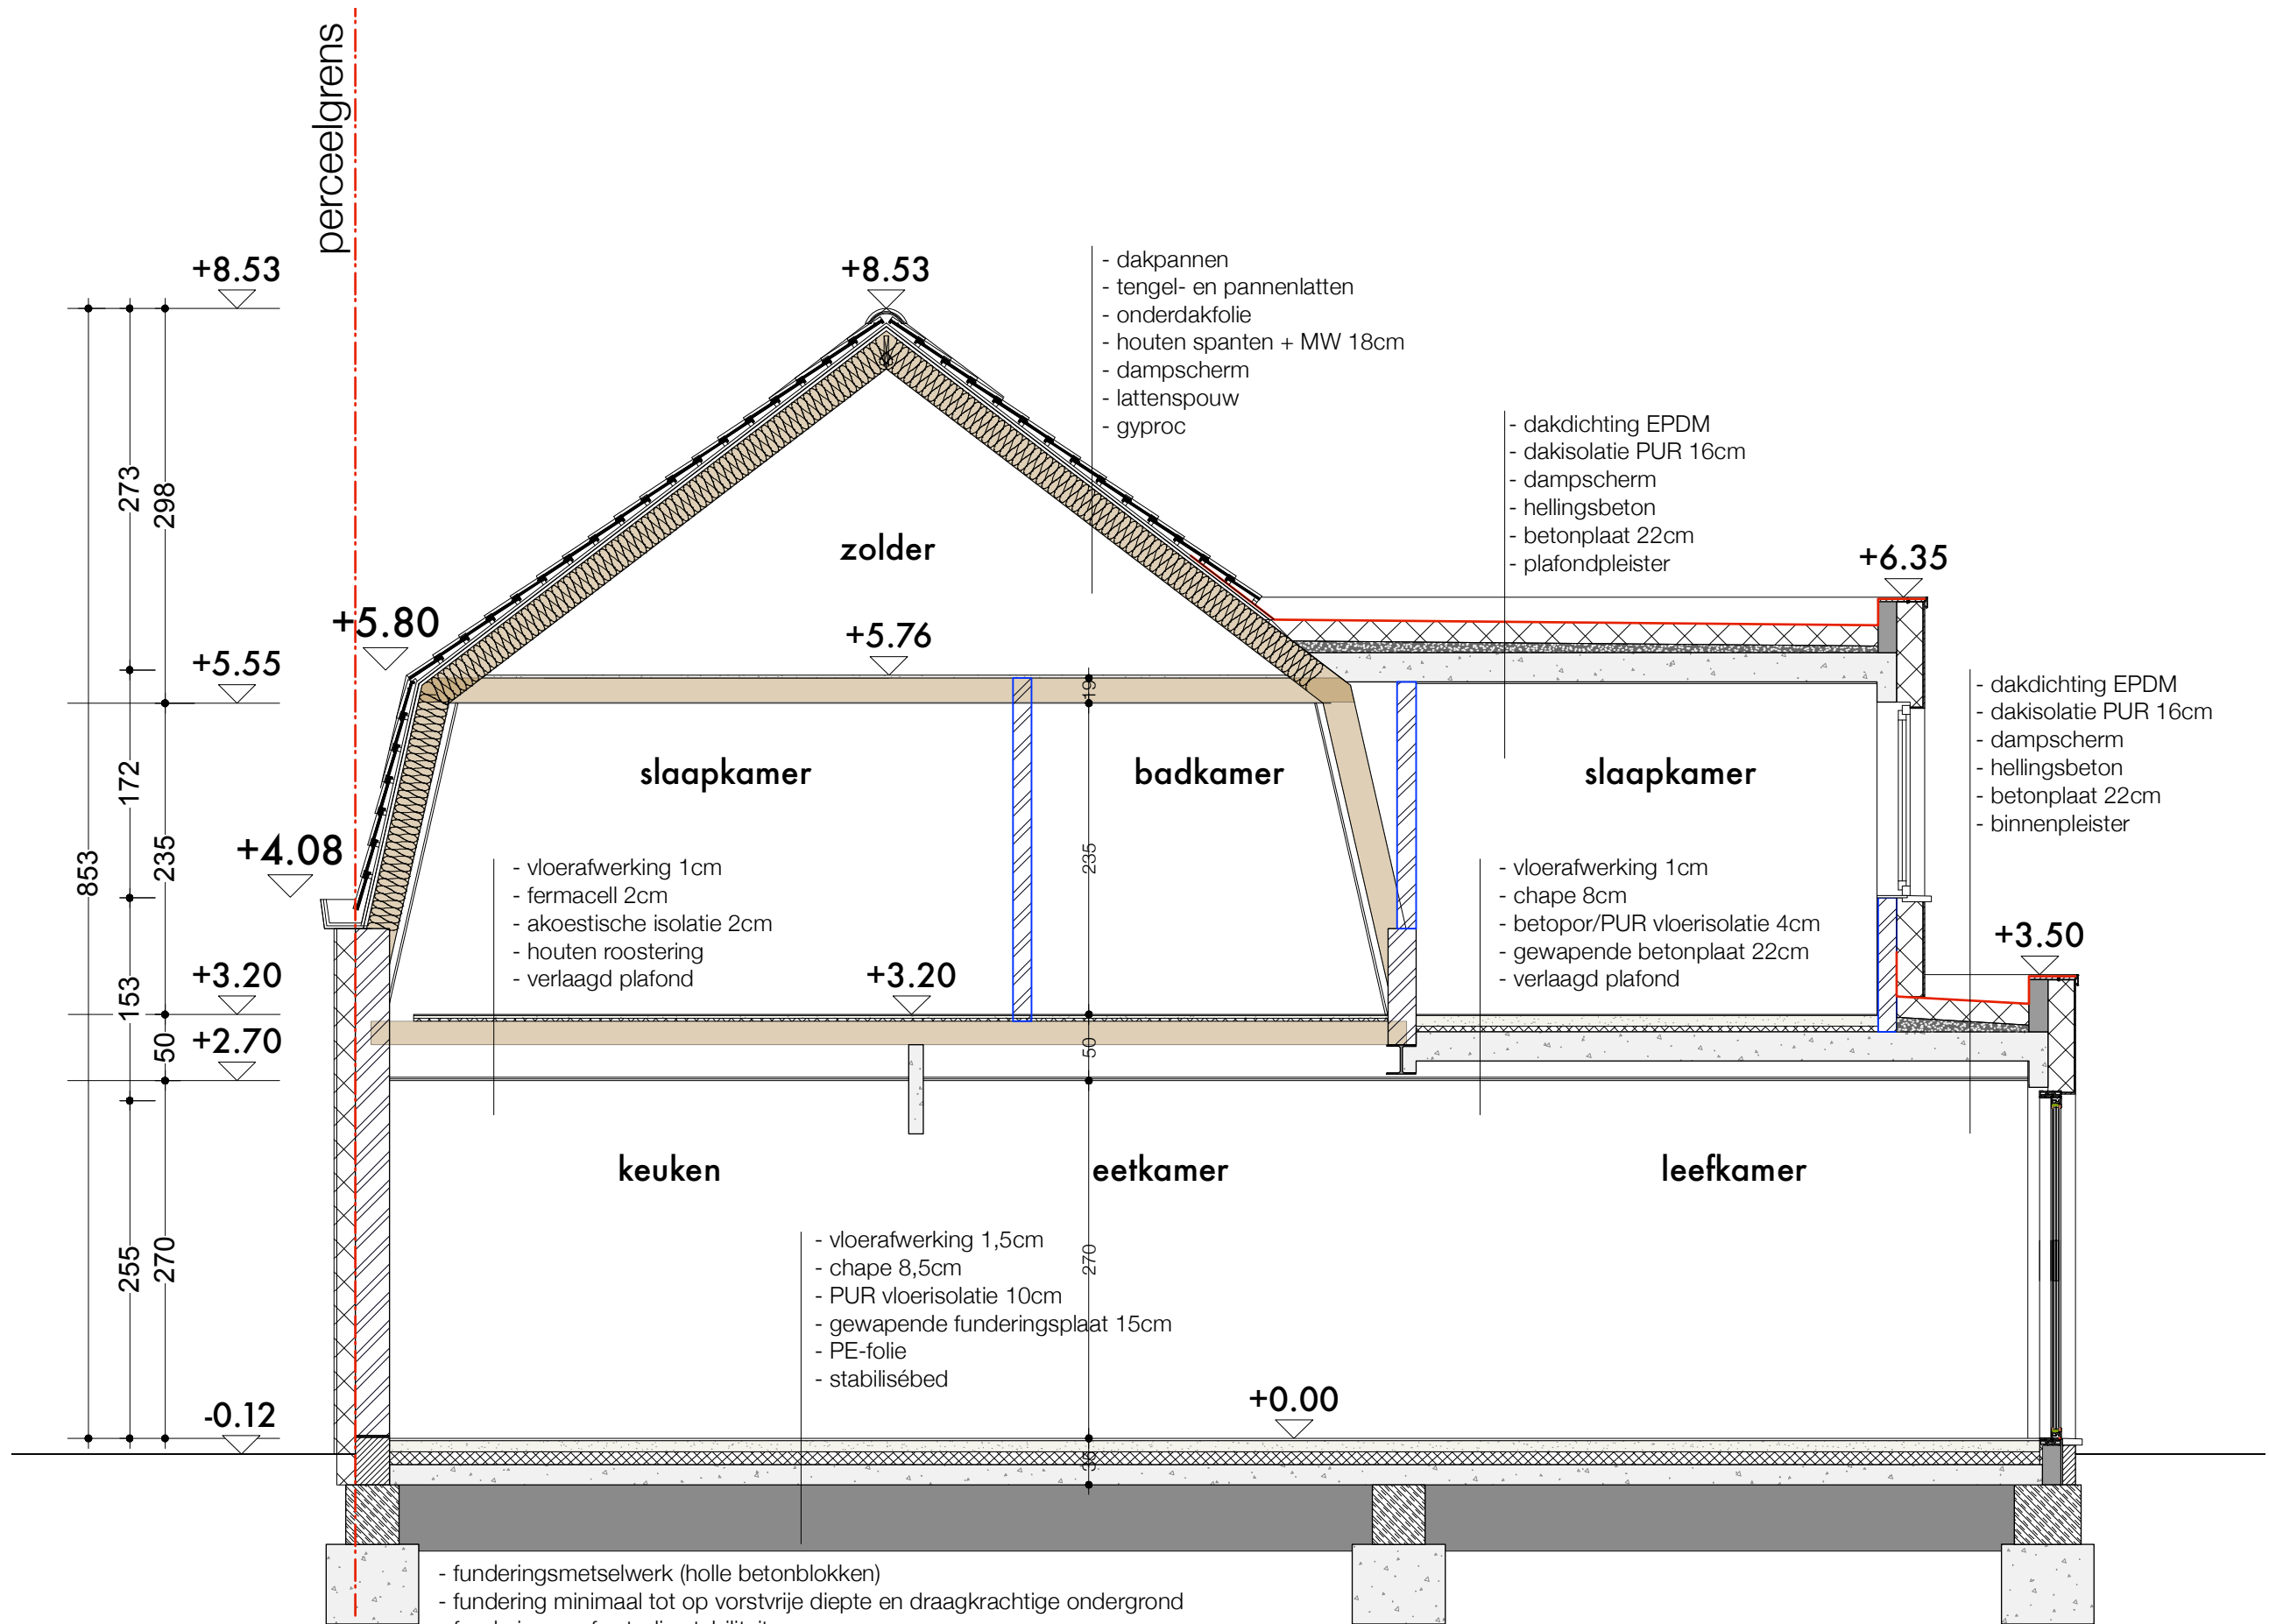 perceelgrens
+8.53
+8.53
- dakpannen
- tengel- en pannenlatten
- onderdakfolie
- houten spanten + MW 18cm
- dampscherm
- lattenspouw
- gyproc
- dakdichting EPDM
- dakisolatie PUR 16cm
- dampscherm
- hellingsbeton
- betonplaat 22cm
- plafondpleister
273
298
zolder
+6.35
+5.80
+5.76
+5.55
19
- dakdichting EPDM
- dakisolatie PUR 16cm
- dampscherm
- hellingsbeton
- betonplaat 22cm
- binnenpleister
slaapkamer
badkamer
slaapkamer
172
853
235
235
+4.08
- vloerafwerking 1cm
- fermacell 2cm
- akoestische isolatie 2cm
- houten roostering
- verlaagd plafond
- vloerafwerking 1cm
- chape 8cm
- betopor/PUR vloerisolatie 4cm
- gewapende betonplaat 22cm
- verlaagd plafond
+3.50
+3.20
+3.20
153
50
50
+2.70
keuken
eetkamer
leefkamer
255
270
270
- vloerafwerking 1,5cm
- chape 8,5cm
- PUR vloerisolatie 10cm
- gewapende funderingsplaat 15cm
- PE-folie
- stabilisébed
-0.12
+0.00
- funderingsmetselwerk (holle betonblokken)
- fundering minimaal tot op vorstvrije diepte en draagkrachtige ondergrond